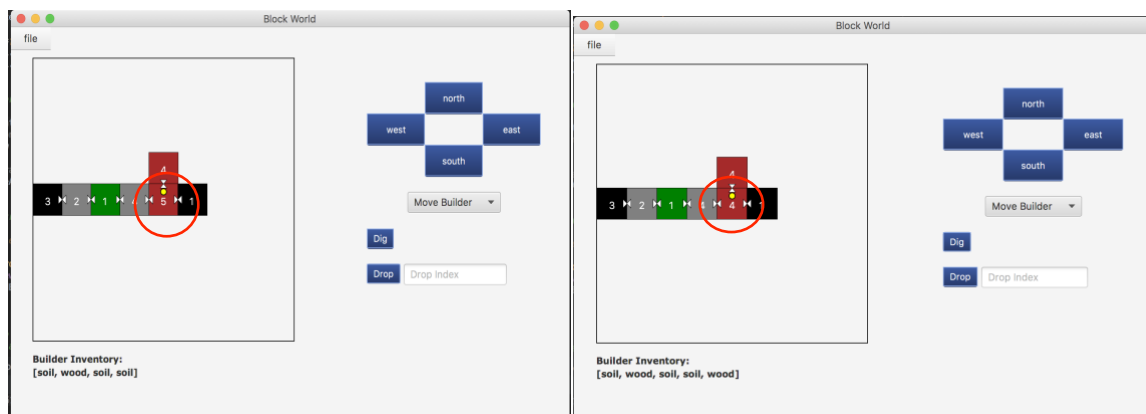 Block World
file
north
west
east
south
4
3 2 1 4 5 1
Move Builder
Dig
Drop Drop Index
Builder Inventory:
[soil, wood, soil, soil]
Block World
file
north
west
east
south
4
3 2 1 4 4 1
Move Builder
Dig
Drop Drop Index
Builder Inventory:
[soil, wood, soil, soil, wood]